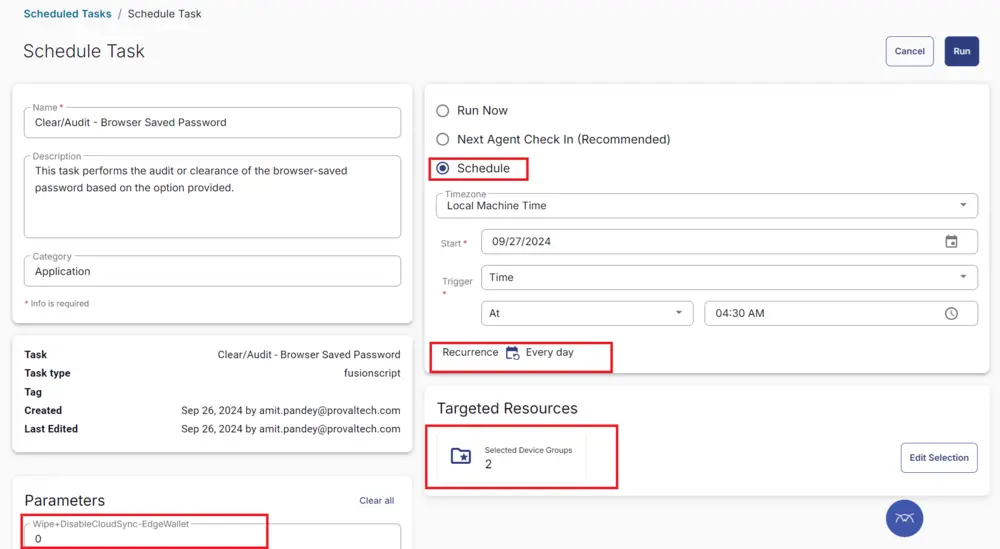 Scheduled Tasks / Schedule Task
Schedule Task
Cancel
Run
Name *
Clear/Audit - Browser Saved Password
Description
This task performs the audit or clearance of the browser-saved
password based on the option provided.
Category
Application
* Info is required
Task Clear/Audit - Browser Saved Password
Task type fusionscript
Tag
Created Sep 26, 2024 by amit.pandey@provaltech.com
Last Edited Sep 26, 2024 by amit.pandey@provaltech.com
Parameters
Clear all
Wipe+DisableCloudSync-EdgeWallet
0
Run Now
Next Agent Check In (Recommended)
Schedule
Timezone
Local Machine Time
Start * 09/27/2024
Trigger * Time
At 04:30 AM
Recurrence Every day
Targeted Resources
Selected Device Groups
2
Edit Selection